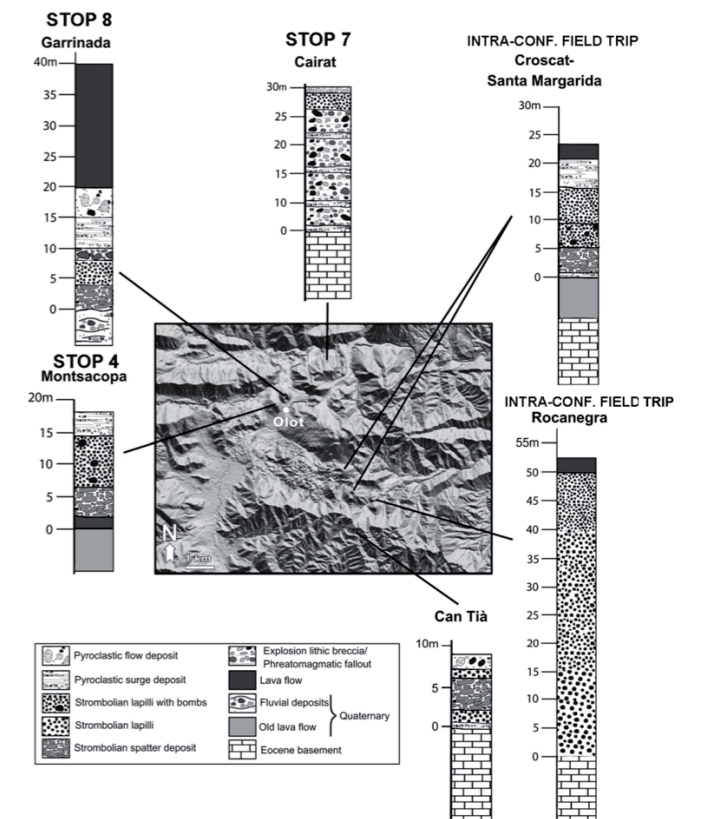 STOP 8
Garrinada
40m
35
30
25
20
15
10
5
0
STOP 7
Cairat
30m
25
20
15
10
0
INTRA-CONF. FIELD TRIP
Croscat-
Santa Margarida
30m
25
20
15
10
5
0
STOP 4
Montsacopa
20m
15
10
5
0
Olot
N
1 km
INTRA-CONF. FIELD TRIP
Rocanegra
55m
50
45
40
35
30
25
20
15
10
5
0
Can Tià
10m
5
0
Pyroclastic flow deposit
Pyroclastic surge deposit
Strombolian lapilli with bombs
Strombolian lapilli
Strombolian spatter deposit
Explosion lithic breccia/
Phreatomagmatic fallout
Lava flow
Fluvial deposits
Quaternary
Old lava flow
Eocene basement